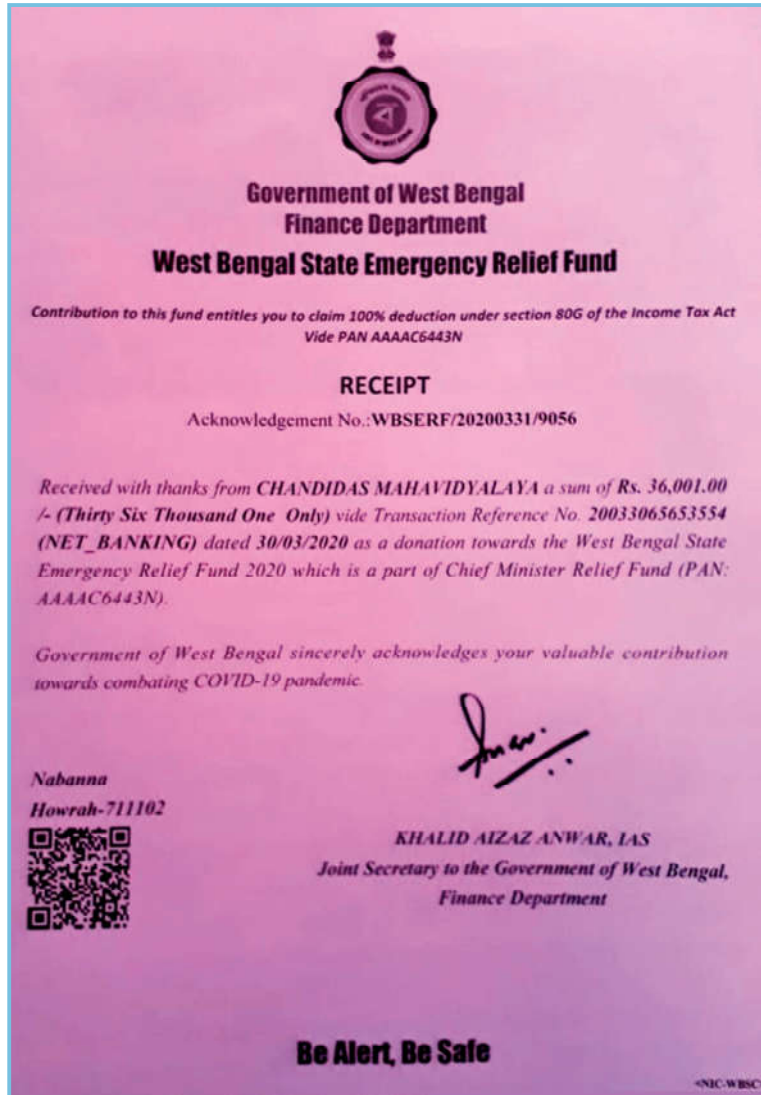 ব
Government of West Bengal
Finance Department
West Bengal State Emergency Relief Fund
Contribution to this fund entitles you to claim 100% deduction under section 80G of the Income Tax Act
Vide PAN AAAAC6443N
RECEIPT
Acknowledgement No.:WBSERF/20200331/9056
Received with thanks from CHANDIDAS MAHAVIDYALAYA a sum of Rs. 36,001.00
/- (Thirty Six Thousand One Only) vide Transaction Reference No. 20033065653554
(NET_BANKING) dated 30/03/2020 as a donation towards the West Bengal State
Emergency Relief Fund 2020 which is a part of Chief Minister Relief Fund (PAN:
AAAAC6443N).
Government of West Bengal sincerely acknowledges your valuable contribution
towards combating COVID-19 pandemic.
Nabanna
Howrah-711102
KHALID AIZAZ ANWAR, IAS
Joint Secretary to the Government of West Bengal,
Finance Department
Be Alert, Be Safe